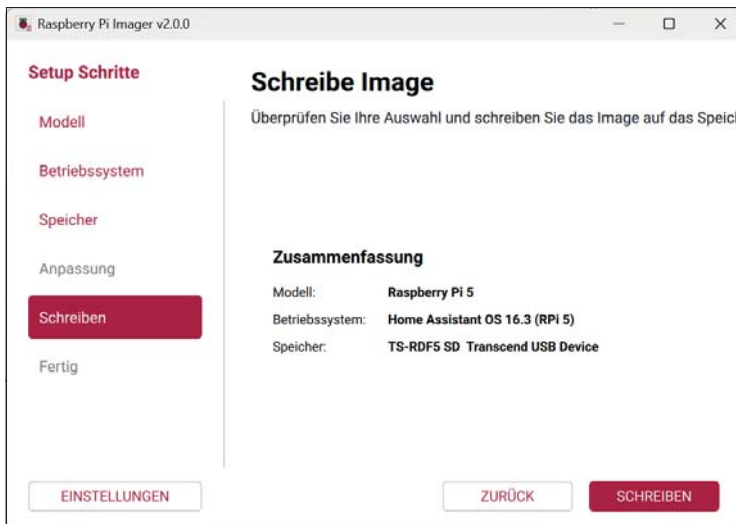 Raspberry Pi Imager v2.0.0
Setup Schritte
Modell
Betriebssystem
Speicher
Anpassung
Schreiben
Fertig
EINSTELLUNGEN
Schreibe Image
Überprüfen Sie Ihre Auswahl und schreiben Sie das Image auf das Speicl
Zusammenfassung
Modell: Raspberry Pi 5
Betriebssystem: Home Assistant OS 16.3 (RPi 5)
Speicher: TS-RDF5 SD Transcend USB Device
ZURÜCK
SCHREIBEN